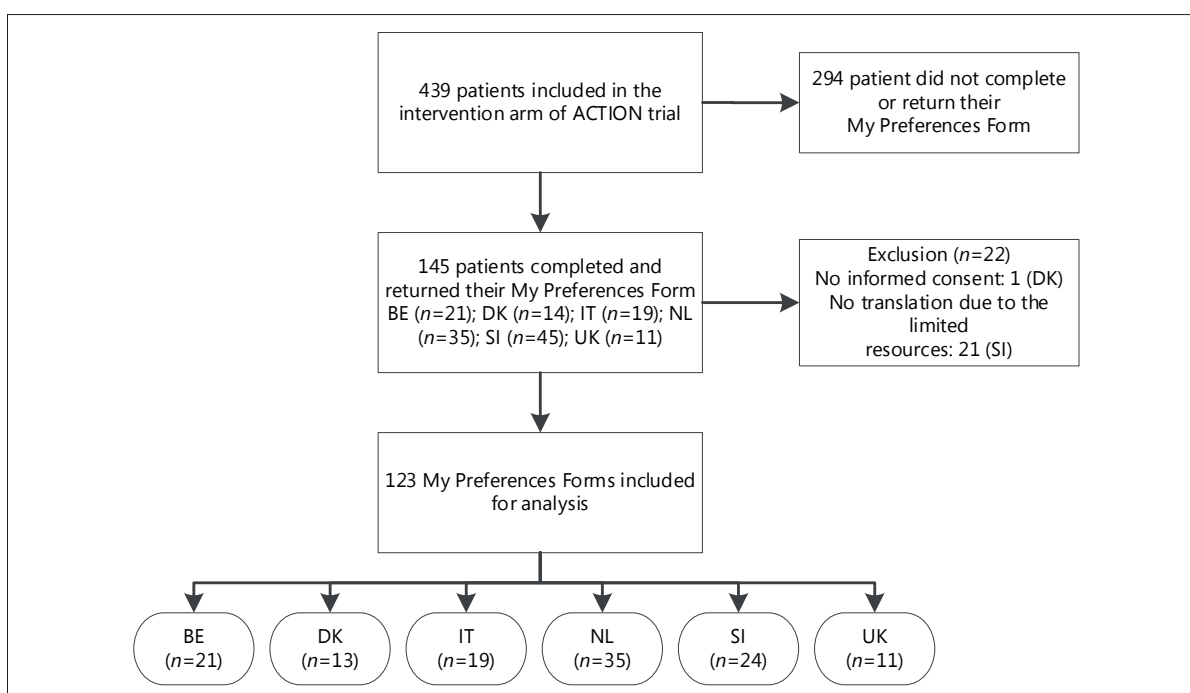 439 patients included in the
intervention arm of ACTION trial
294 patient did not complete
or return their
My Preferences Form
145 patients completed and
returned their My Preferences Form
BE (n=21); DK (n=14); IT (n=19); NL
(n=35); SI (n=45); UK (n=11)
Exclusion (n=22)
No informed consent: 1 (DK)
No translation due to the
limited
resources: 21 (SI)
123 My Preferences Forms included
for analysis
BE
(n=21)
DK
(n=13)
IT
(n=19)
NL
(n=35)
SI
(n=24)
UK
(n=11)